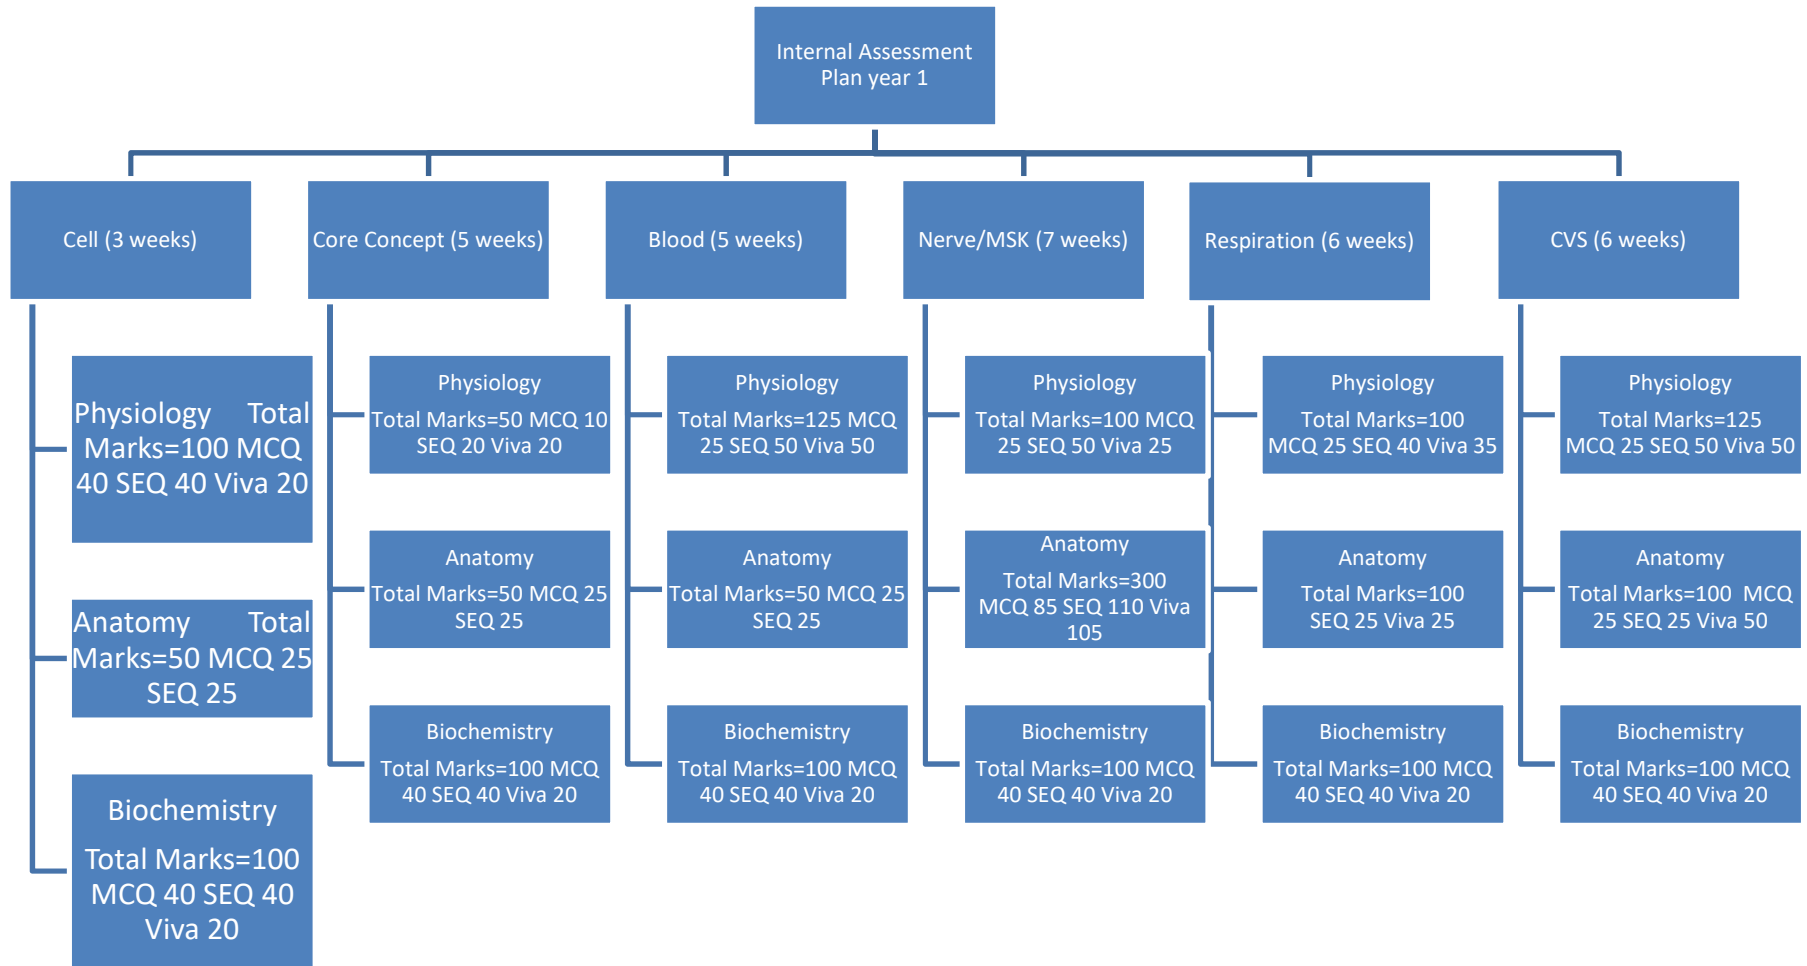 Internal Assessment
Plan year 1
Cell (3 weeks)
Core Concept (5 weeks)
Blood (5 weeks)
Nerve/MSK (7 weeks)
Respiration (6 weeks)
CVS (6 weeks)
Physiology Total
Marks=100 MCQ
40 SEQ 40 Viva 20
Anatomy Total
Marks=50 MCQ 25
SEQ 25
Biochemistry
Total Marks=100
MCQ 40 SEQ 40
Viva 20
Physiology
Total Marks=50 MCQ 10
SEQ 20 Viva 20
Anatomy
Total Marks=50 MCQ 25
SEQ 25
Biochemistry
Total Marks=100 MCQ
40 SEQ 40 Viva 20
Physiology
Total Marks=125 MCQ
25 SEQ 50 Viva 50
Anatomy
Total Marks=50 MCQ 25
SEQ 25
Biochemistry
Total Marks=100 MCQ
40 SEQ 40 Viva 20
Physiology
Total Marks=100 MCQ
25 SEQ 50 Viva 25
Anatomy
Total Marks=300
MCQ 85 SEQ 110 Viva
105
Biochemistry
Total Marks=100 MCQ
40 SEQ 40 Viva 20
Physiology
Total Marks=100
MCQ 25 SEQ 40 Viva 35
Anatomy
Total Marks=100
SEQ 25 Viva 25
Biochemistry
Total Marks=100 MCQ
40 SEQ 40 Viva 20
Physiology
Total Marks=125
MCQ 25 SEQ 50 Viva 50
Anatomy
Total Marks=100 MCQ
25 SEQ 25 Viva 50
Biochemistry
Total Marks=100 MCQ
40 SEQ 40 Viva 20